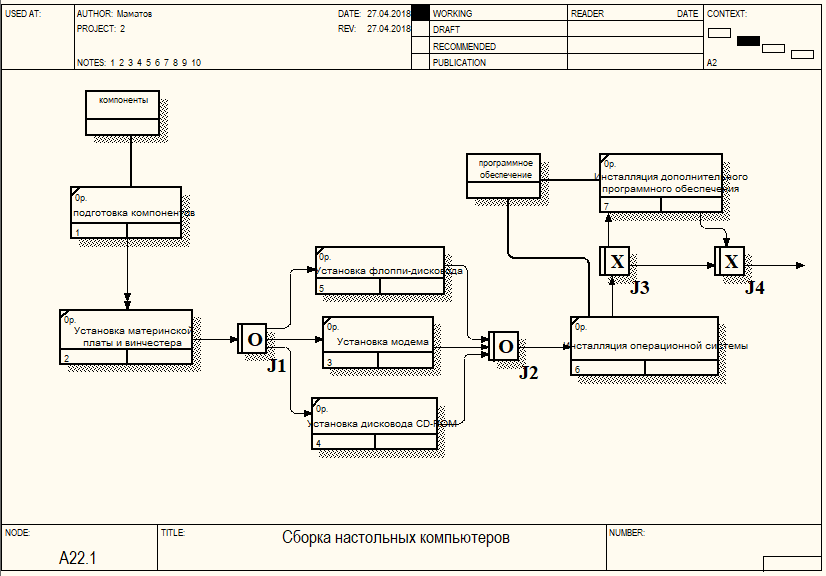 USED AT:
AUTHOR: Маматов
DATE: 27.04.2018
WORKING
READER
DATE
CONTEXT:
PROJECT: 2
REV: 27.04.2018
DRAFT
RECOMMENDED
NOTES: 1 2 3 4 5 6 7 8 9 10
PUBLICATION
A2
компоненты
0р.
подготовка компонентов
1
0р.
Установка материнской
платы и винчестера
2
O
J1
0р.
Установка флоппи-дисковода
5
0р.
Установка модема
3
0р.
Установка дисковода CD-ROM
4
O
J2
программное
обеспечение
0р.
Инсталляция дополнительного
программного обеспечения
7
X
J3
X
J4
0р.
Инсталляция операционной системы
6
NODE:
TITLE:
NUMBER:
A22.1
Сборка настольных компьютеров